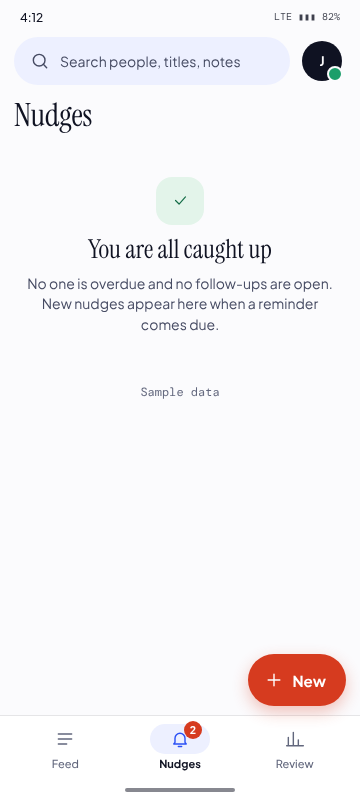 4:12
LTE 82%
Search people, titles, notes
J
Nudges
You are all caught up
No one is overdue and no follow-ups are open.
New nudges appear here when a reminder
comes due.
Sample data
+ New
2
Feed
Nudges
Review